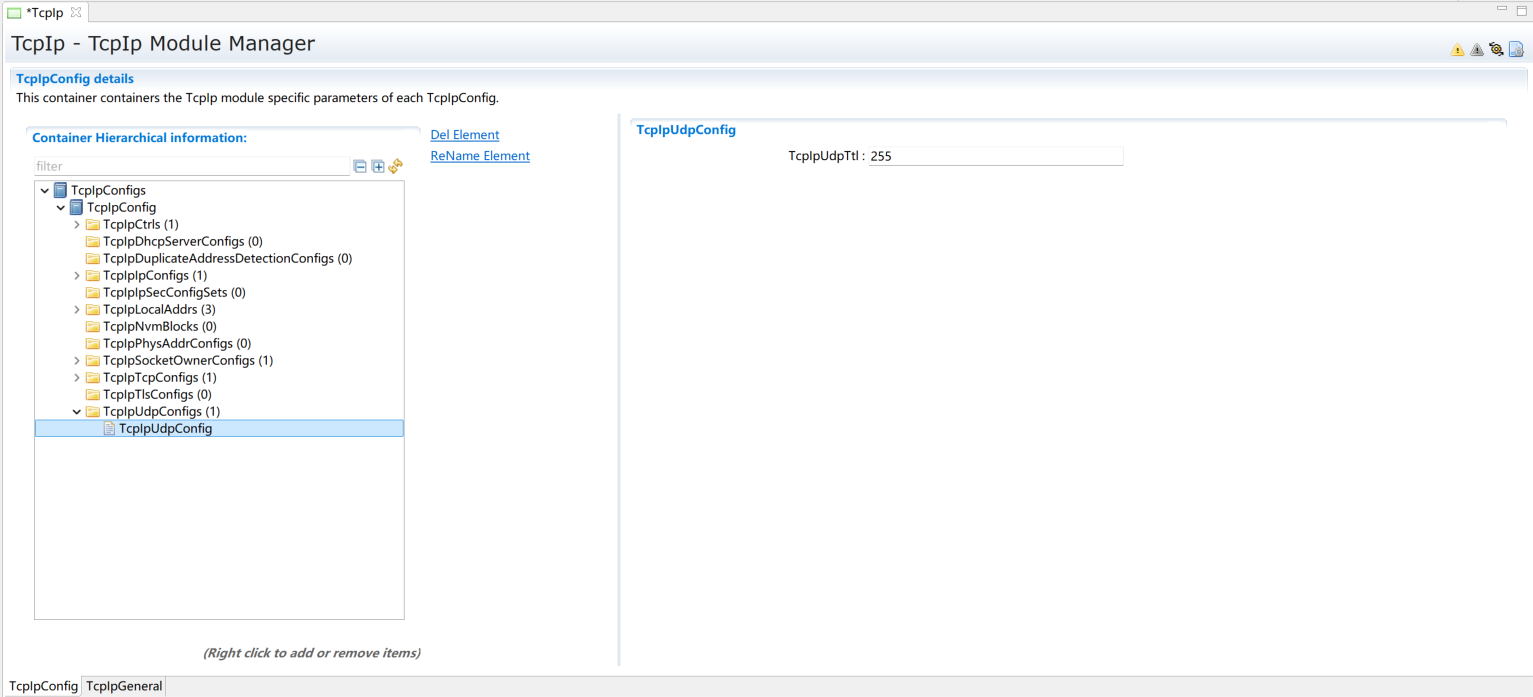 *TcpIp
TcpIp - TcpIp Module Manager
TcpIpConfig details
This container containers the TcpIp module specific parameters of each TcpIpConfig.
Container Hierarchical information:
filter
TcpIpConfigs
TcpIpConfig
TcpIpCtrls (1)
TcpIpDhcpServerConfigs (0)
TcpIpDuplicateAddressDetectionConfigs (0)
TcpIpIpConfigs (1)
TcpIpIpSecConfigSets (0)
TcpIpLocalAddrs (3)
TcpIpNvmBlocks (0)
TcpIpPhysAddrConfigs (0)
TcpIpSocketOwnerConfigs (1)
TcpIpTcpConfigs (1)
TcpIpTlsConfigs (0)
TcpIpUdpConfigs (1)
TcpIpUdpConfig
(Right click to add or remove items)
Del Element
ReName Element
TcpIpUdpConfig
TcpIpUdpTtl : 255
TcpIpConfig TcpIpGeneral